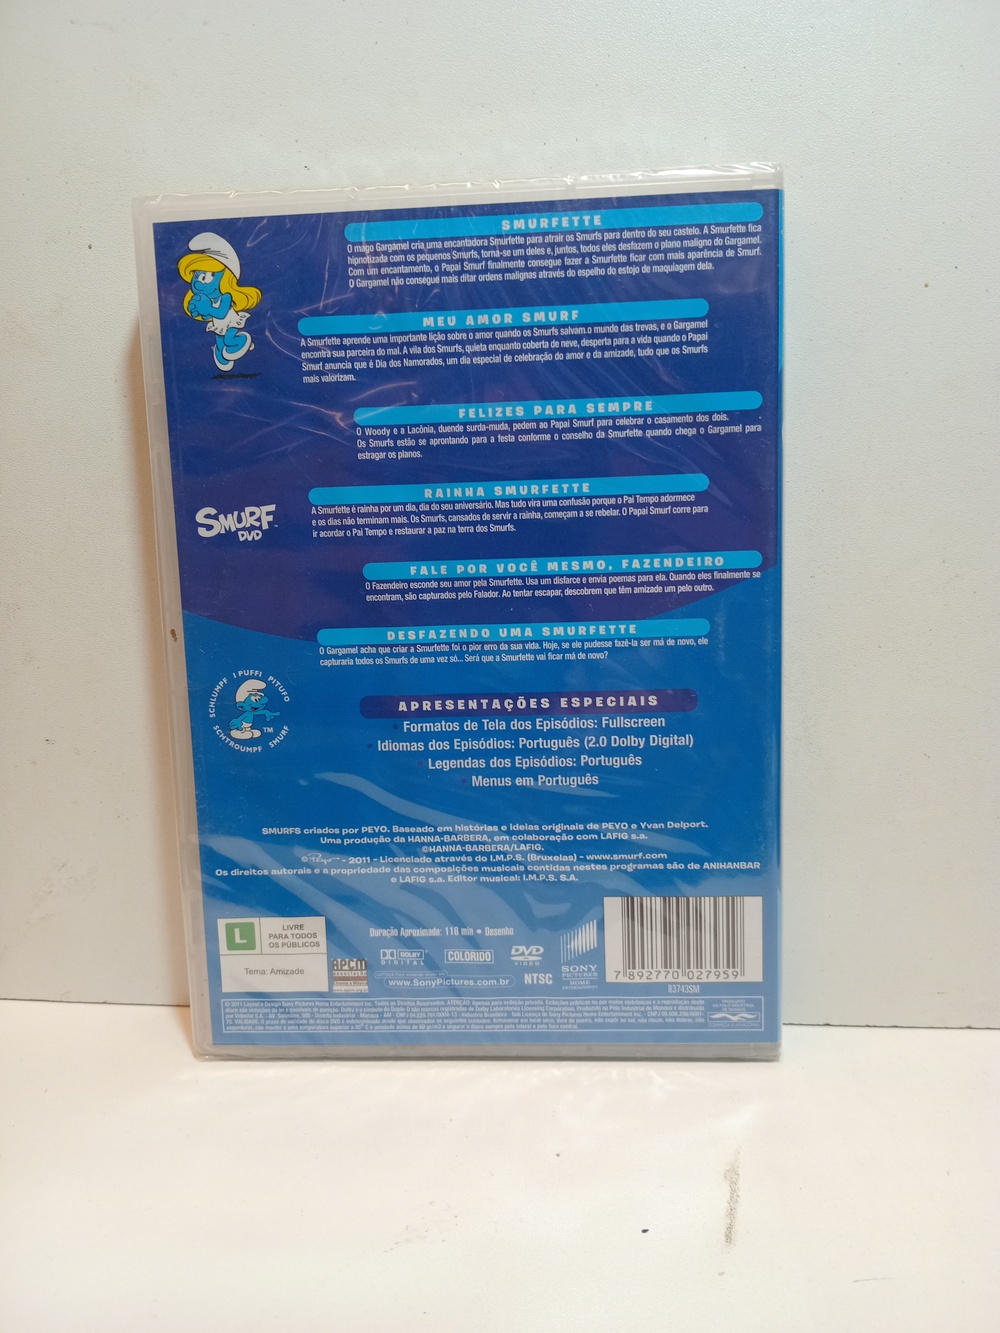 SMURFETTE
O mago Gargamel cria uma encantadora Smurfette para atrair os Smurfs para dentro do seu castelo. A Smurfette fica
hipnotizada com os pequenos Smurfs, torna-se um deles e, juntos, todos eles desfazem o plano maligno do Gargamel.
Com um encantamento, o Papai Smurf finalmente consegue fazer a Smurfette ficar com mais aparência de Smurf.
O Gargamel não consegue mais ditar ordens malignas através do espelho do estojo de maquiagem dela.
MEU AMOR SMURF
A Smurfette aprende uma importante lição sobre o amor quando os Smurfs salvam o mundo das trevas, e o Gargamel
encontra sua parceira do mal. A vila dos Smurfs, quieta enquanto coberta de neve, desperta para a vida quando o Papai
Smurf anuncia que é Dia dos Namorados, um dia especial de celebração do amor e da amizade, tudo que os Smurfs
mais valorizam.
FELIZES PARA SEMPRE
O Woody e a Lacônia, duende surda-muda, pedem ao Papai Smurf para celebrar o casamento dos dois.
Os Smurfs estão se aprontando para a festa conforme o conselho da Smurfette quando chega o Gargamel para
estragar os planos.
RAINHA SMURFETTE
A Smurfette é rainha por um dia, dia do seu aniversário. Mas tudo vira uma confusão porque o Pai Tempo adormece
e os dias não terminam mais. Os Smurfs, cansados de servir a rainha, começam a se rebelar. O Papai Smurf corre para
ir acordar o Pai Tempo e restaurar a paz na terra dos Smurfs.
SMURF
DVD
FALE POR VOCÊ MESMO, FAZENDEIRO
O Fazendeiro esconde seu amor pela Smurfette. Usa um disfarce e envia poemas para ela. Quando eles finalmente se
encontram, são capturados pelo Falador. Ao tentar escapar, descobrem que têm amizade um pelo outro.
DESFAZENDO UMA SMURFETTE
O Gargamel acha que criar a Smurfette foi o pior erro da sua vida. Hoje, se ele pudesse fazê-la ser má de novo, ele
capturaria todos os Smurfs de uma vez só... Será que a Smurfette vai ficar má de novo?
SCHLUMPF I PUFFI PITUFO
SCHTROUMPF SMURF
TM
APRESENTAÇÕES ESPECIAIS
• Formatos de Tela dos Episódios: Fullscreen
• Idiomas dos Episódios: Português (2.0 Dolby Digital)
• Legendas dos Episódios: Português
• Menus em Português
SMURFS criados por PEYO. Baseado em histórias e ideias originais de PEYO e Yvan Delport.
Uma produção da HANNA-BARBERA, em colaboração com LAFIG s.a.
©HANNA-BARBERA/LAFIG.
© Peyo - 2011 - Licenciado através do I.M.P.S. (Bruxelas) - www.smurf.com
Os direitos autorais e a propriedade das composições musicais contidas nestes programas são de ANIHANBAR
e LAFIG s.a. Editor musical: I.M.P.S. S.A.
L
LIVRE
PARA TODOS
OS PÚBLICOS
Tema: Amizade
Duração Aproximada: 116 min • Desenho
APCM
DOLBY
DIGITAL
COLORIDO
DVD
VIDEO
www.SonyPictures.com.br
NTSC
SONY
PICTURES
HOME
ENTERTAINMENT
7 892770 027959
83743SM